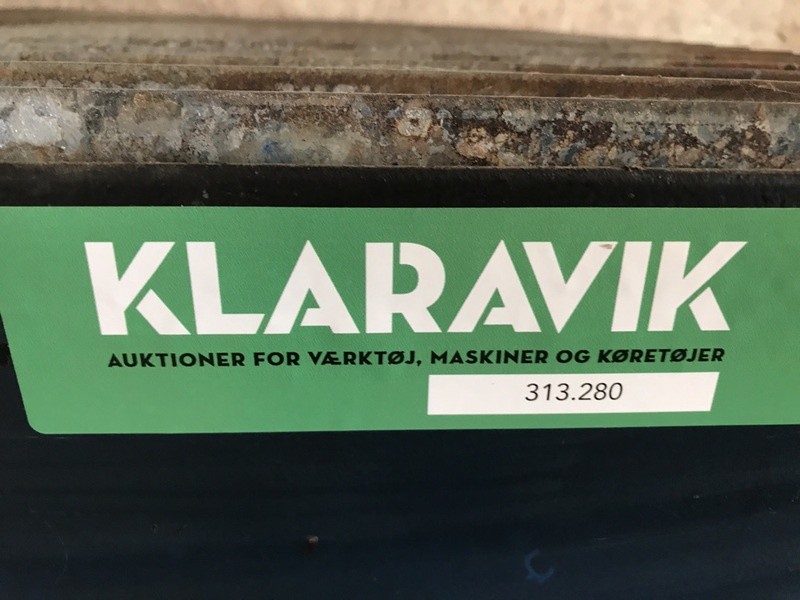 KLARAVIK
AUKTIONER FOR VÆRKTØJ, MASKINER OG KØRETØJER
313.280